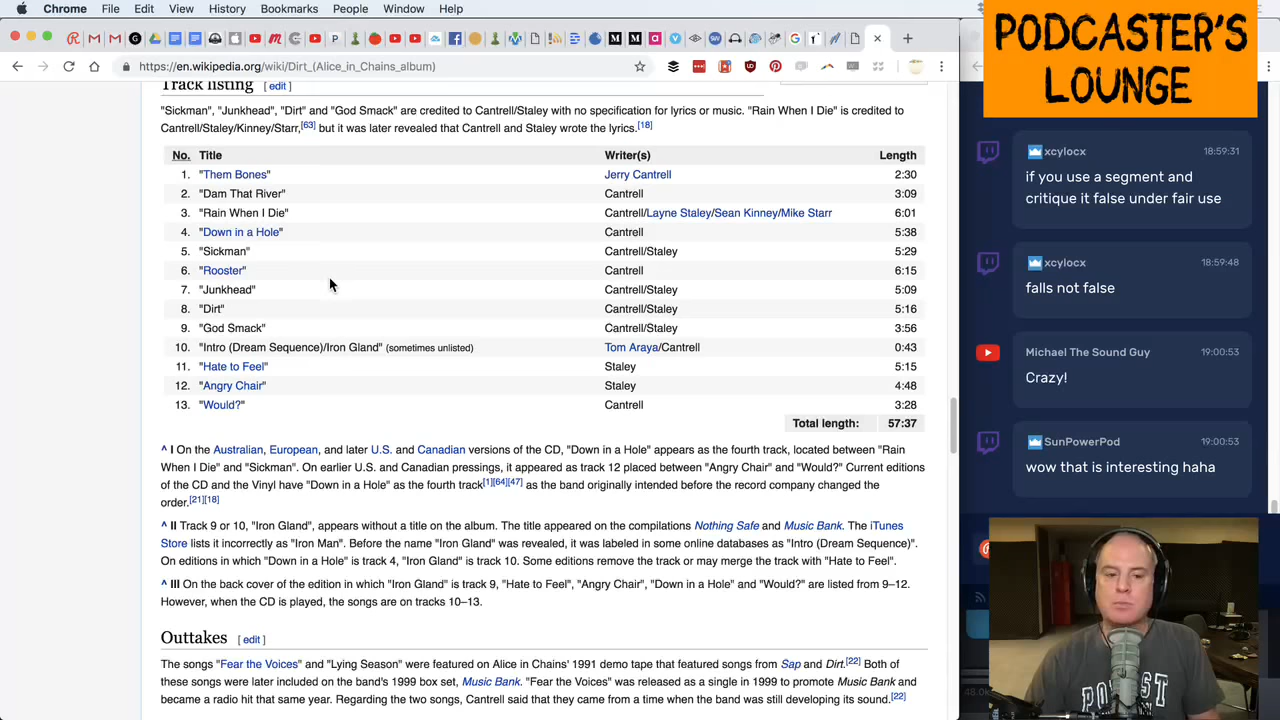 Chrome File Edit View History Bookmarks People Window Help
https://en.wikipedia.org/wiki/Dirt_(Alice_in_Chains_album)
Track listing [ edit ]
"Sickman", "Junkhead", "Dirt" and "God Smack" are credited to Cantrell/Staley with no specification for lyrics or music. "Rain When I Die" is credited to
Cantrell/Staley/Kinney/Starr,[63] but it was later revealed that Cantrell and Staley wrote the lyrics.[18]
No. Title Writer(s) Length
1. "Them Bones" Jerry Cantrell 2:30
2. "Dam That River" Cantrell 3:09
3. "Rain When I Die" Cantrell/Layne Staley/Sean Kinney/Mike Starr 6:01
4. "Down in a Hole" Cantrell 5:38
5. "Sickman" Cantrell/Staley 5:29
6. "Rooster" Cantrell 6:15
7. "Junkhead" Cantrell/Staley 5:09
8. "Dirt" Cantrell/Staley 5:16
9. "God Smack" Cantrell/Staley 3:56
10. "Intro (Dream Sequence)/Iron Gland" (sometimes unlisted) Tom Araya/Cantrell 0:43
11. "Hate to Feel" Staley 5:15
12. "Angry Chair" Staley 4:48
13. "Would?" Cantrell 3:28
Total length: 57:37
^ I On the Australian, European, and later U.S. and Canadian versions of the CD, "Down in a Hole" appears as the fourth track, located between "Rain
When I Die" and "Sickman". On earlier U.S. and Canadian pressings, it appeared as track 12 placed between "Angry Chair" and "Would?" Current editions
of the CD and the Vinyl have "Down in a Hole" as the fourth track[1][64][47] as the band originally intended before the record company changed the
order.[21][18]
^ II Track 9 or 10, "Iron Gland", appears without a title on the album. The title appeared on the compilations Nothing Safe and Music Bank. The iTunes
Store lists it incorrectly as "Iron Man". Before the name "Iron Gland" was revealed, it was labeled in some online databases as "Intro (Dream Sequence)".
On editions in which "Down in a Hole" is track 4, "Iron Gland" is track 10. Some editions remove the track or may merge the track with "Hate to Feel".
^ III On the back cover of the edition in which "Iron Gland" is track 9, "Hate to Feel", "Angry Chair", "Down in a Hole" and "Would?" are listed from 9–12.
However, when the CD is played, the songs are on tracks 10–13.
Outtakes [ edit ]
The songs "Fear the Voices" and "Lying Season" were featured on Alice in Chains' 1991 demo tape that featured songs from Sap and Dirt.[22] Both of
these songs were later included on the band's 1999 box set, Music Bank. "Fear the Voices" was released as a single in 1999 to promote Music Bank and
became a radio hit that same year. Regarding the two songs, Cantrell said that they came from a time when the band was still developing its sound.[22]
PODCASTER'S
LOUNGE
xcylocx 18:59:31
if you use a segment and
critique it false under fair use
xcylocx 18:59:48
falls not false
Michael The Sound Guy 19:00:53
Crazy!
SunPowerPod 19:00:53
wow that is interesting haha